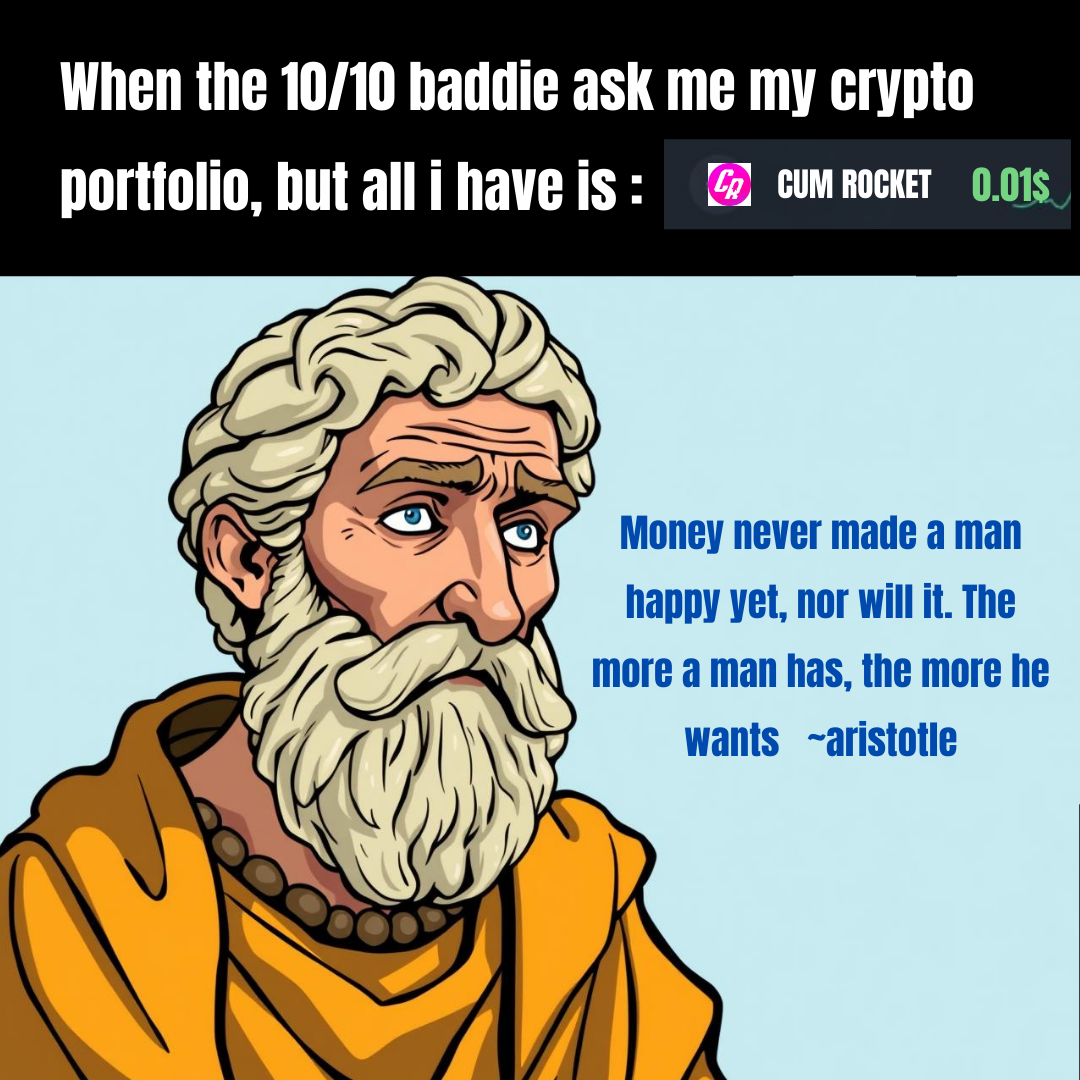 When the 10/10 baddie ask me my crypto
portfolio, but all i have is : CR CUM ROCKET 0.01$
Money never made a man
happy yet, nor will it. The
more a man has, the more he
wants ~aristotle